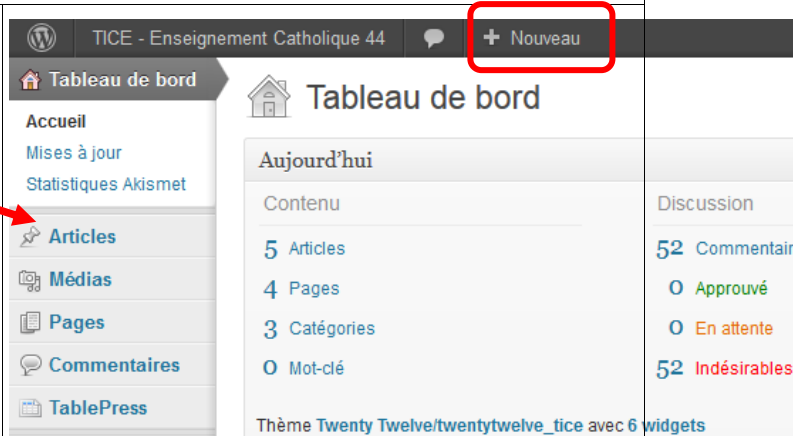 TICE - Enseignement Catholique 44 + Nouveau
Tableau de bord
Accueil
Mises à jour
Statistiques Akismet
Articles
Médias
Pages
Commentaires
TablePress
Tableau de bord
Aujourd'hui
Contenu
5 Articles
4 Pages
3 Catégories
0 Mot-clé
Discussion
52 Commentair
0 Approuvé
0 En attente
52 Indésirables
Thème Twenty Twelve/twentytwelve_tice avec 6 widgets